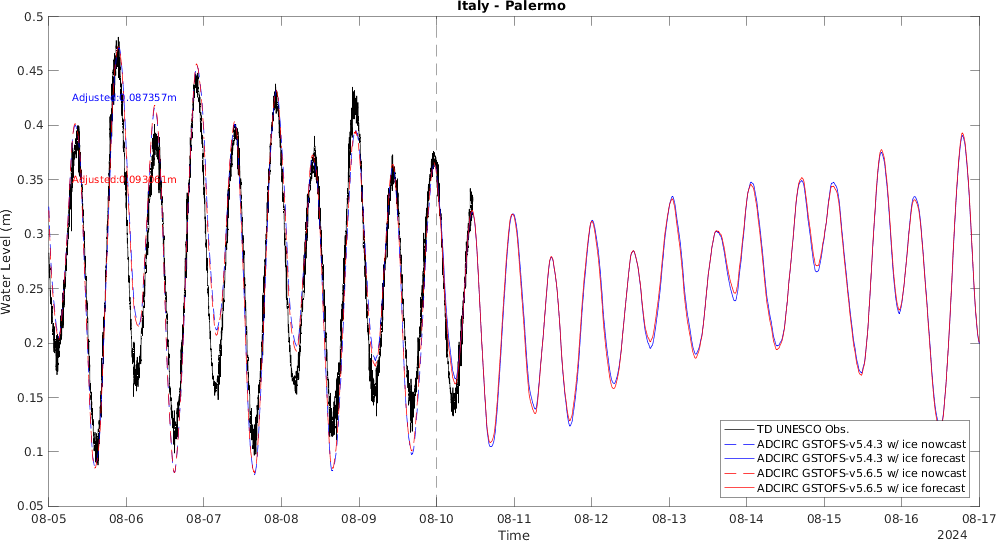 Italy - Palermo
0.5
0.45
0.4
0.35
0.3
0.25
0.2
0.15
0.1
0.05
Water Level (m)
Adjusted:0.087357m
Adjusted:0.093061m
TD UNESCO Obs.
ADCIRC GSTOFS-v5.4.3 w/ ice nowcast
ADCIRC GSTOFS-v5.4.3 w/ ice forecast
ADCIRC GSTOFS-v5.6.5 w/ ice nowcast
ADCIRC GSTOFS-v5.6.5 w/ ice forecast
08-05 08-06 08-07 08-08 08-09 08-10 08-11 08-12 08-13 08-14 08-15 08-16 08-17
Time
2024